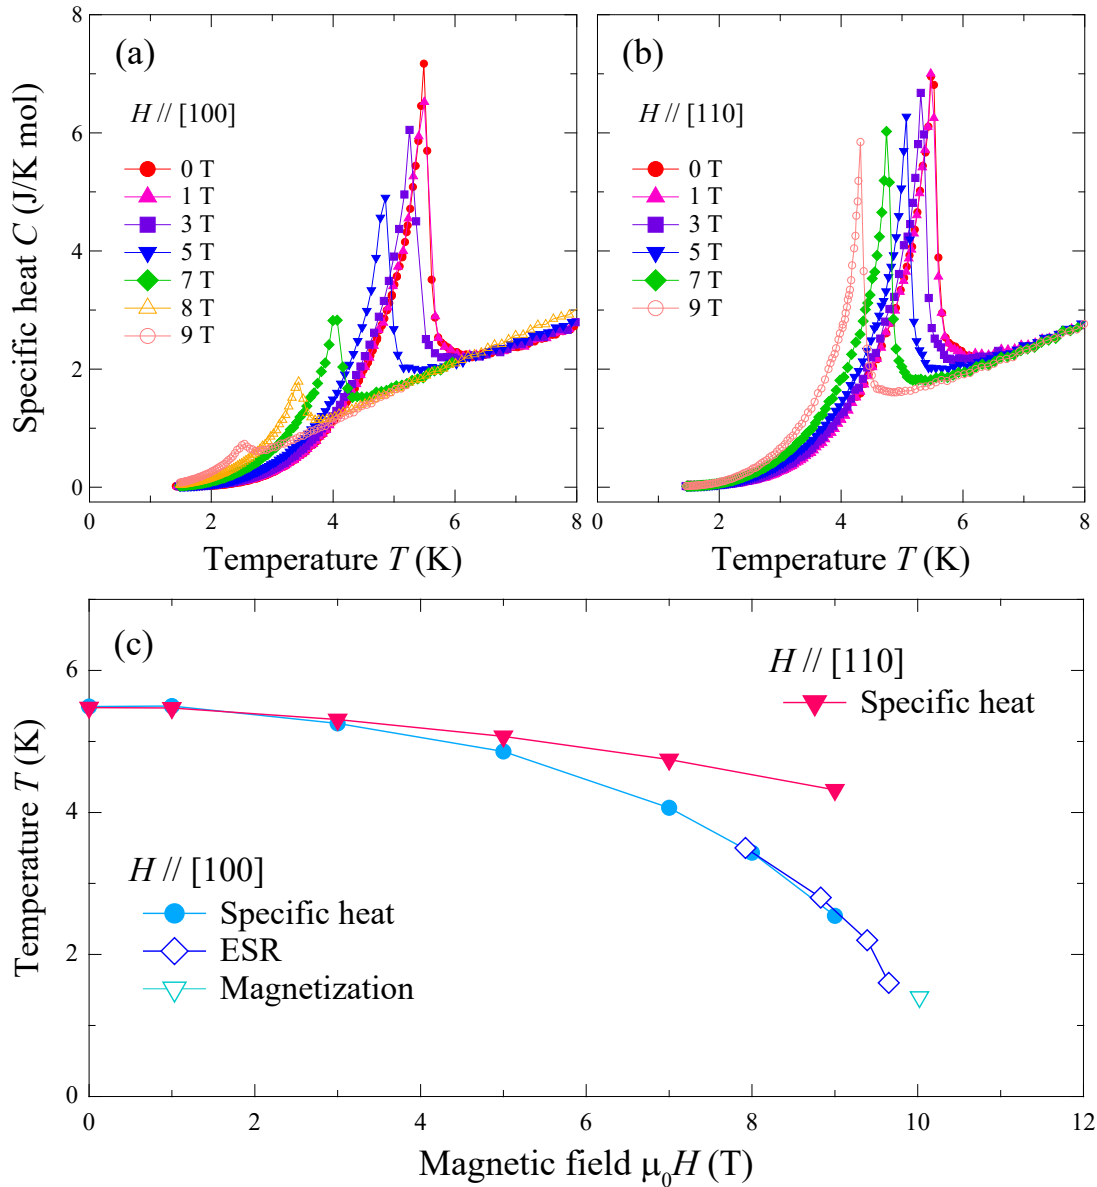 (a)
H // [100]
0 T
1 T
3 T
5 T
7 T
8 T
9 T
Specific heat C (J/K mol)
8
6
4
2
0
0 2 4 6 8
Temperature T (K)
(b)
H // [110]
0 T
1 T
3 T
5 T
7 T
9 T
0 2 4 6 8
Temperature T (K)
(c)
H // [110]
Specific heat
H // [100]
Specific heat
ESR
Magnetization
Temperature T (K)
6
4
2
0
0 2 4 6 8 10 12
Magnetic field μ₀H (T)